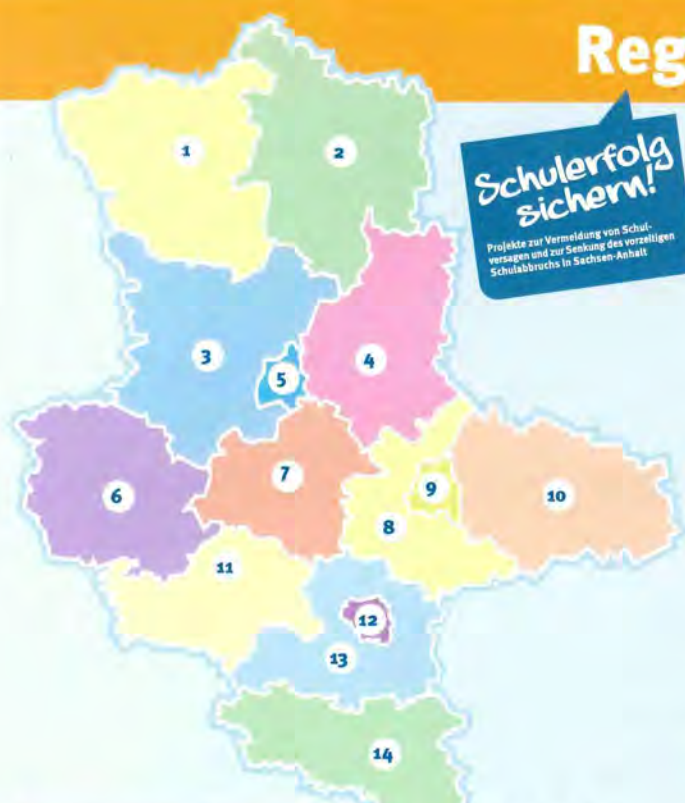 Reg
Schulerfolg
sichern!
Projekte zur Vermeldung von Schul-
versagen und zur Senkung des vorzeitigen
Schulabbruchs in Sachsen-Anhalt
1
2
3
4
5
6
7
8
9
10
11
12
13
14